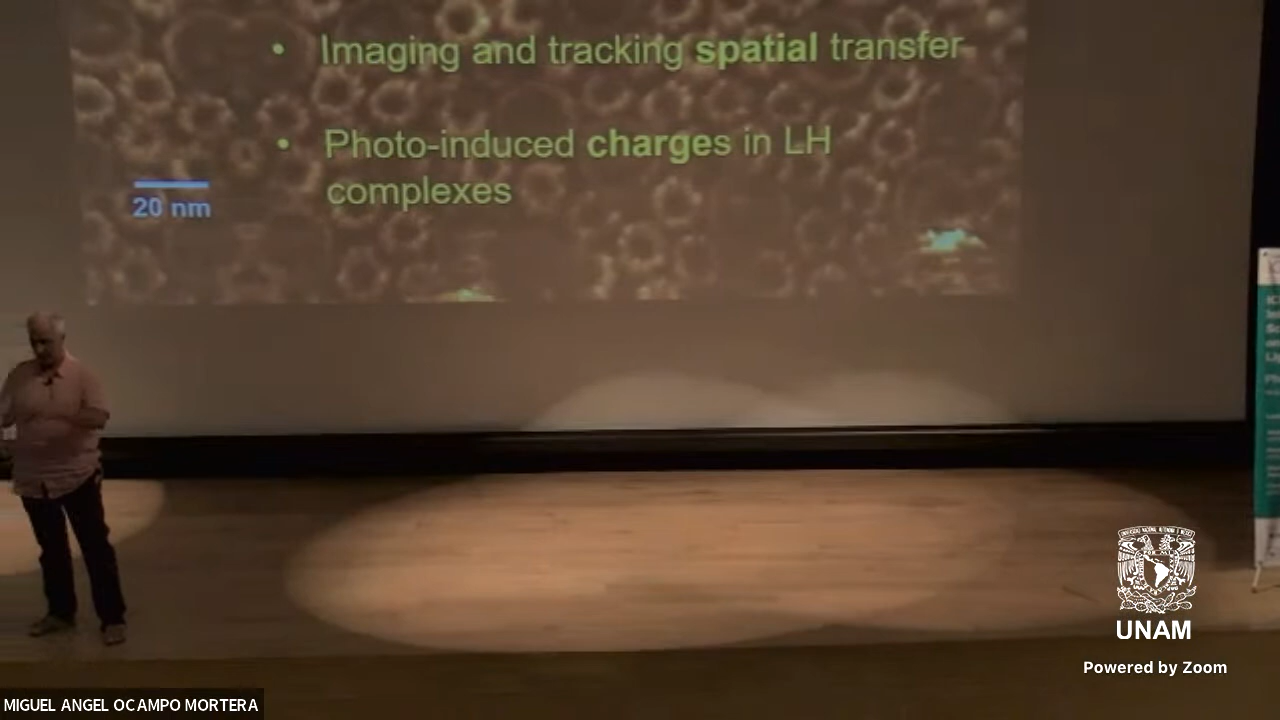 • Imaging and tracking spatial transfer
• Photo-induced charges in LH
complexes
20 nm
UNAM
Powered by Zoom
MIGUEL ANGEL OCAMPO MORTERA